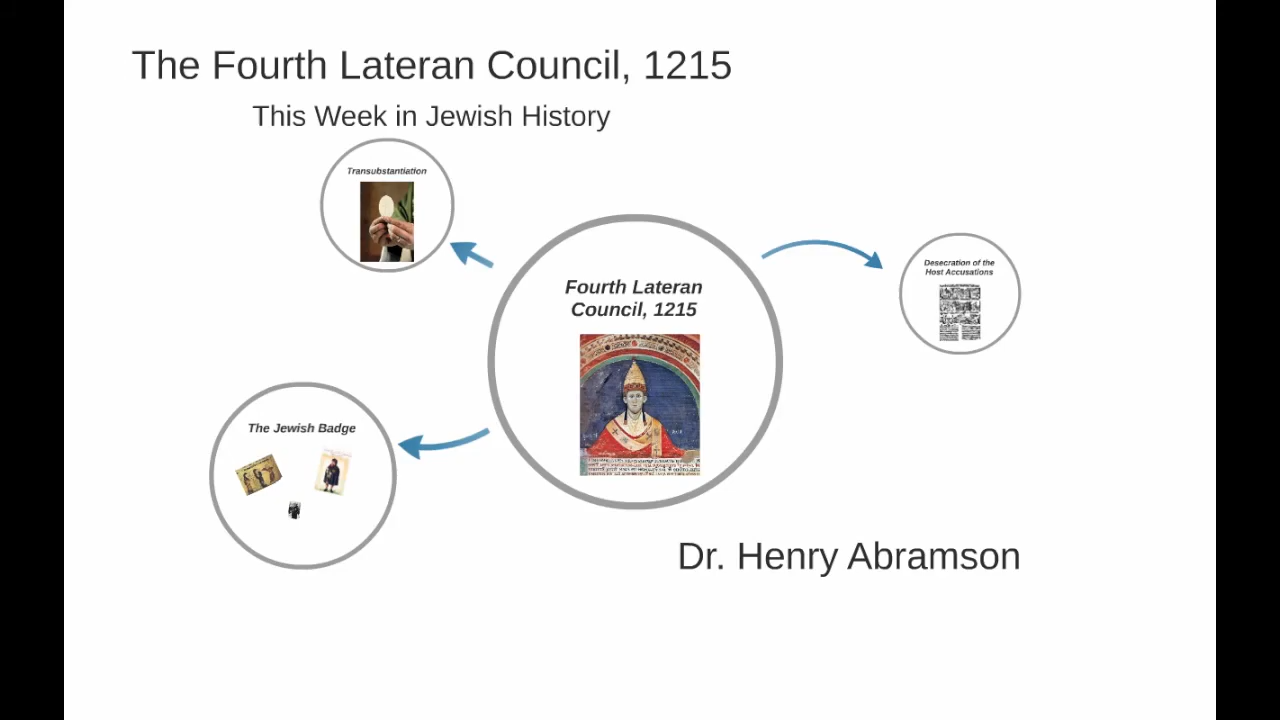 The Fourth Lateran Council, 1215
This Week in Jewish History
Transubstantiation
Fourth Lateran
Council, 1215
Desecration of the
Host Accusations
The Jewish Badge
Dr. Henry Abramson